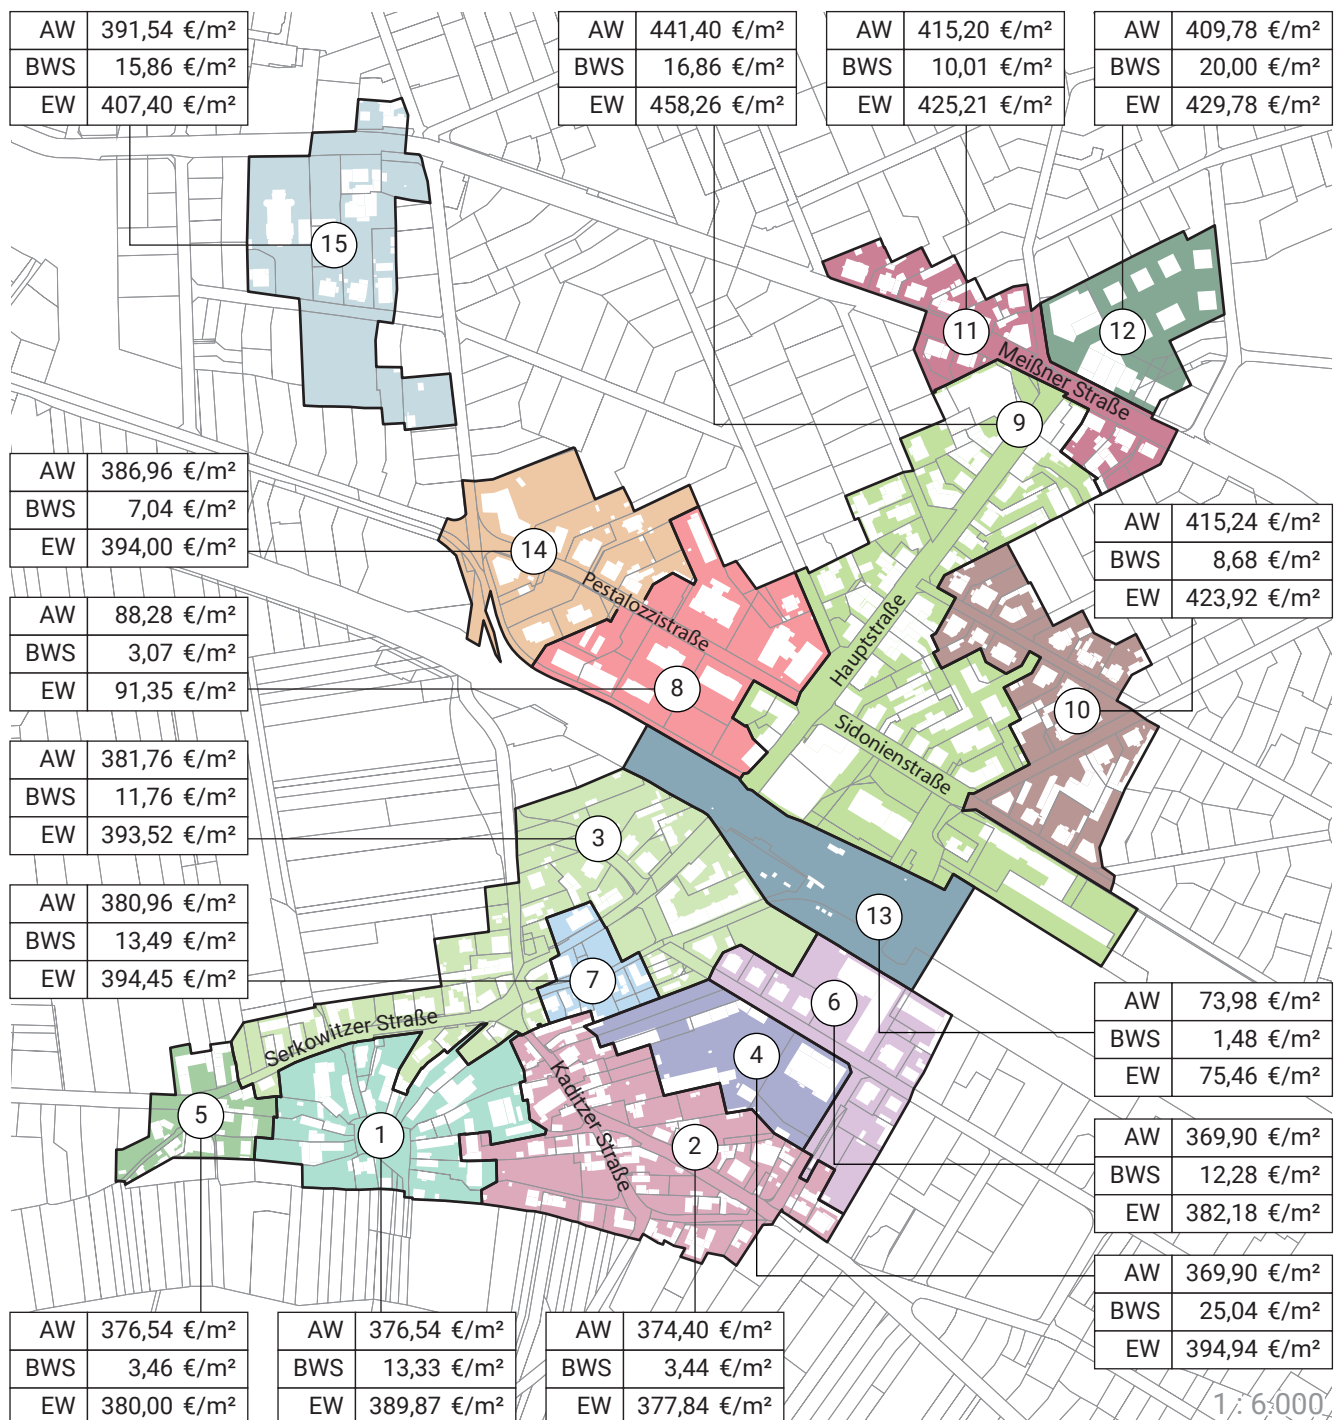 AW 391,54 €/m²
BWS 15,86 €/m²
EW 407,40 €/m²
AW 441,40 €/m²
BWS 16,86 €/m²
EW 458,26 €/m²
AW 415,20 €/m²
BWS 10,01 €/m²
EW 425,21 €/m²
AW 409,78 €/m²
BWS 20,00 €/m²
EW 429,78 €/m²
15
11
12
Meißner Straße
9
AW 386,96 €/m²
BWS 7,04 €/m²
EW 394,00 €/m²
14
Pestalozzistraße
AW 415,24 €/m²
BWS 8,68 €/m²
EW 423,92 €/m²
AW 88,28 €/m²
BWS 3,07 €/m²
EW 91,35 €/m²
8
Hauptstraße
10
Sidonienstraße
AW 381,76 €/m²
BWS 11,76 €/m²
EW 393,52 €/m²
3
AW 380,96 €/m²
BWS 13,49 €/m²
EW 394,45 €/m²
13
7
6
Serkowitzer Straße
4
AW 73,98 €/m²
BWS 1,48 €/m²
EW 75,46 €/m²
5
1
Kaditzer Straße
2
AW 369,90 €/m²
BWS 12,28 €/m²
EW 382,18 €/m²
AW 369,90 €/m²
BWS 25,04 €/m²
EW 394,94 €/m²
AW 376,54 €/m²
BWS 3,46 €/m²
EW 380,00 €/m²
AW 376,54 €/m²
BWS 13,33 €/m²
EW 389,87 €/m²
AW 374,40 €/m²
BWS 3,44 €/m²
EW 377,84 €/m²
1 : 6.000